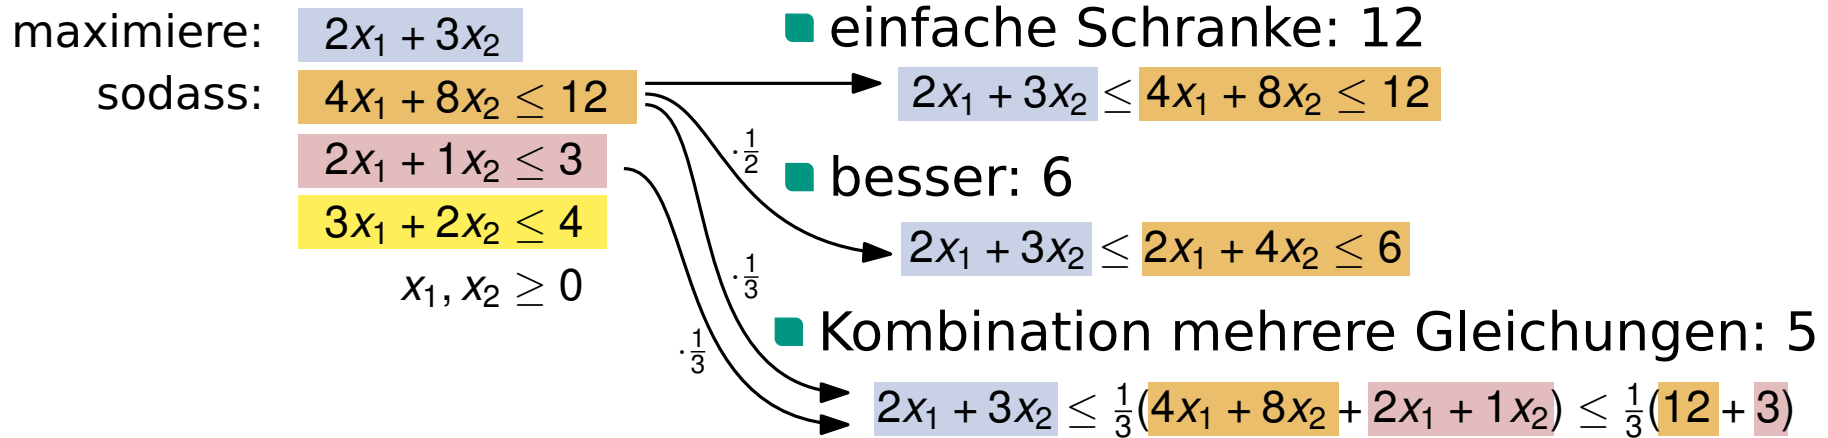 maximiere: 2x₁ + 3x₂
sodass: 4x₁ + 8x₂ ≤ 12
2x₁ + 1x₂ ≤ 3
3x₁ + 2x₂ ≤ 4
x₁, x₂ ≥ 0
einfache Schranke: 12
2x₁ + 3x₂ ≤ 4x₁ + 8x₂ ≤ 12
·1/2
besser: 6
2x₁ + 3x₂ ≤ 2x₁ + 4x₂ ≤ 6
·1/3
·1/3
Kombination mehrere Gleichungen: 5
2x₁ + 3x₂ ≤ 1/3(4x₁ + 8x₂ + 2x₁ + 1x₂) ≤ 1/3(12 + 3)